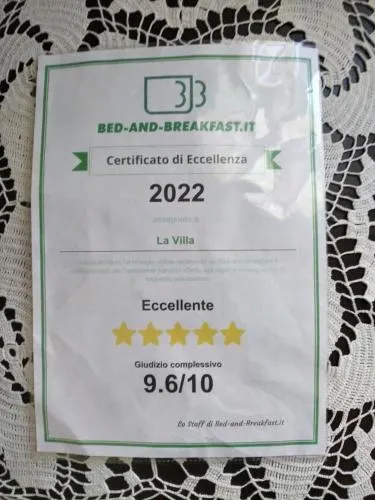 BED-AND-BREAKFAST.IT
Certificato di Eccellenza
2022
assegnato a
La Villa
Eccellente
Giudizio complessivo
9.6/10
Lo Staff di Bed-and-Breakfast.it